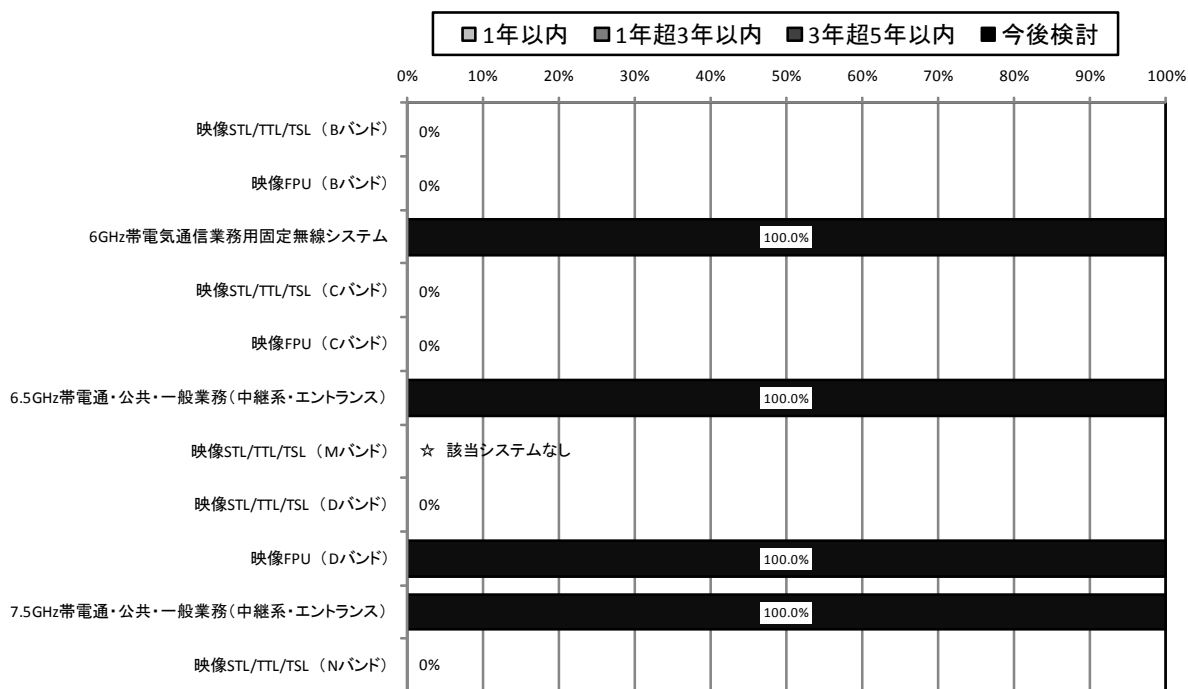 □1年以内 ■1年超3年以内 ■3年超5年以内 ■今後検討
0% 10% 20% 30% 40% 50% 60% 70% 80% 90% 100%
映像STL/TTL/TSL（Bバンド） 0%
映像FPU（Bバンド） 0%
6GHz帯電気通信業務用固定無線システム 100.0%
映像STL/TTL/TSL（Cバンド） 0%
映像FPU（Cバンド） 0%
6.5GHz帯電通・公共・一般業務（中継系・エントランス） 100.0%
映像STL/TTL/TSL（Mバンド） ☆ 該当システムなし
映像STL/TTL/TSL（Dバンド） 0%
映像FPU（Dバンド） 100.0%
7.5GHz帯電通・公共・一般業務（中継系・エントランス） 100.0%
映像STL/TTL/TSL（Nバンド） 0%